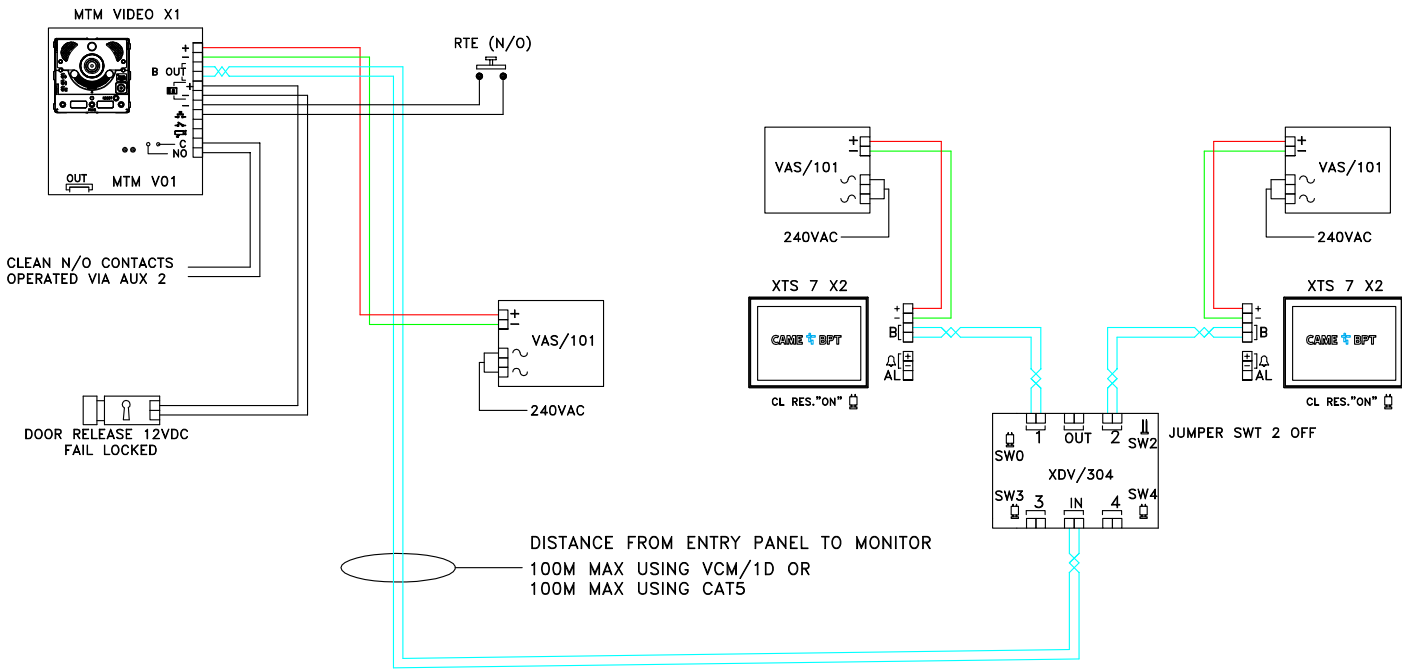 MTM VIDEO X1
+
−
B OUT
+
−
−
C
NO
OUT
MTM V01
RTE (N/O)
CLEAN N/O CONTACTS
OPERATED VIA AUX 2
DOOR RELEASE 12VDC
FAIL LOCKED
+
−
VAS/101
240VAC
+
−
VAS/101
240VAC
+
−
VAS/101
240VAC
XTS 7 X2
CAME BPT
+
−
B
+
−
AL
CL RES."ON"
XTS 7 X2
CAME BPT
+
−
B
+
−
AL
CL RES."ON"
1 OUT 2
SW0
SW2
JUMPER SWT 2 OFF
XDV/304
SW3
SW4
3 IN 4
DISTANCE FROM ENTRY PANEL TO MONITOR
100M MAX USING VCM/1D OR
100M MAX USING CAT5